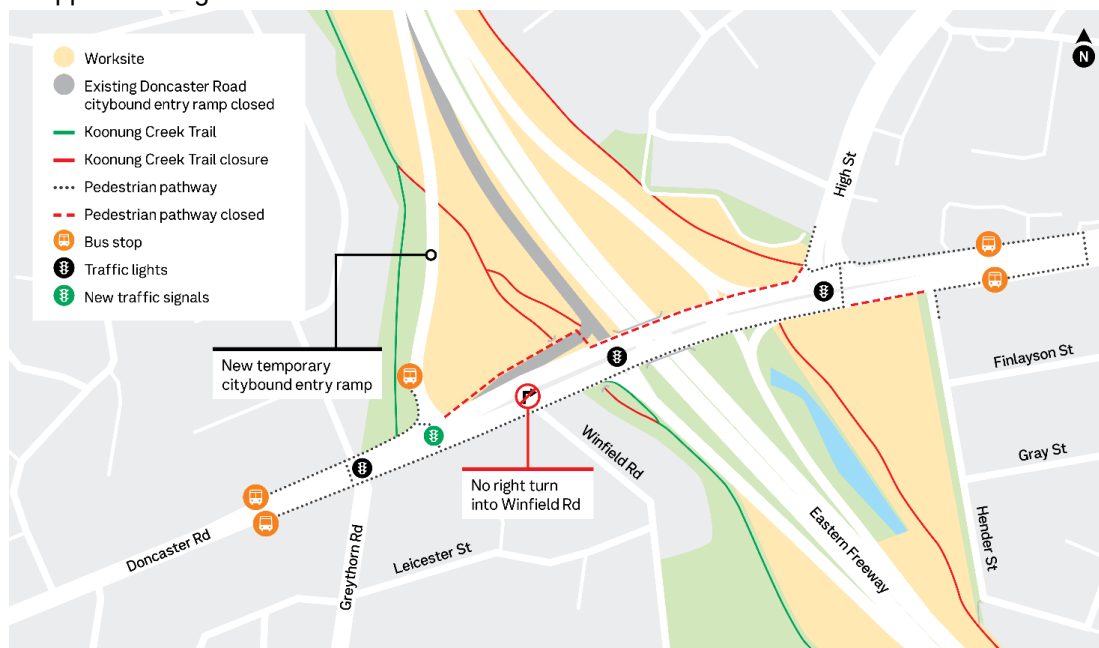 Worksite
Existing Doncaster Road
citybound entry ramp closed
Koonung Creek Trail
Koonung Creek Trail closure
Pedestrian pathway
Pedestrian pathway closed
Bus stop
Traffic lights
New traffic signals
N
High St
New temporary
citybound entry ramp
Finlayson St
Winfield Rd
Gray St
No right turn
into Winfield Rd
Doncaster Rd
Greythorn Rd
Leicester St
Eastern Freeway
Hender St